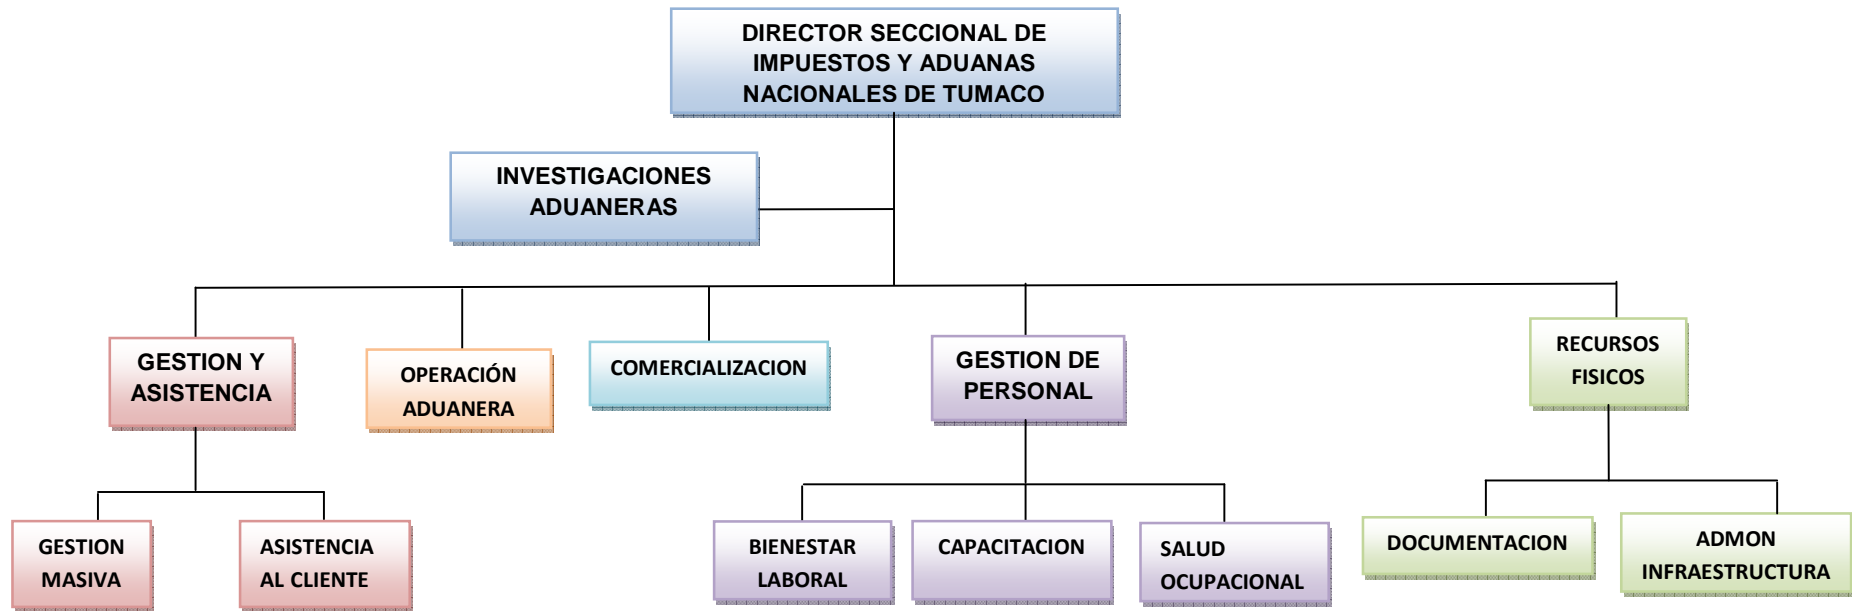 DIRECTOR SECCIONAL DE
IMPUESTOS Y ADUANAS
NACIONALES DE TUMACO
INVESTIGACIONES
ADUANERAS
GESTION Y
ASISTENCIA
OPERACIÓN
ADUANERA
COMERCIALIZACION
GESTION DE
PERSONAL
RECURSOS
FISICOS
GESTION
MASIVA
ASISTENCIA
AL CLIENTE
BIENESTAR
LABORAL
CAPACITACION
SALUD
OCUPACIONAL
DOCUMENTACION
ADMON
INFRAESTRUCTURA